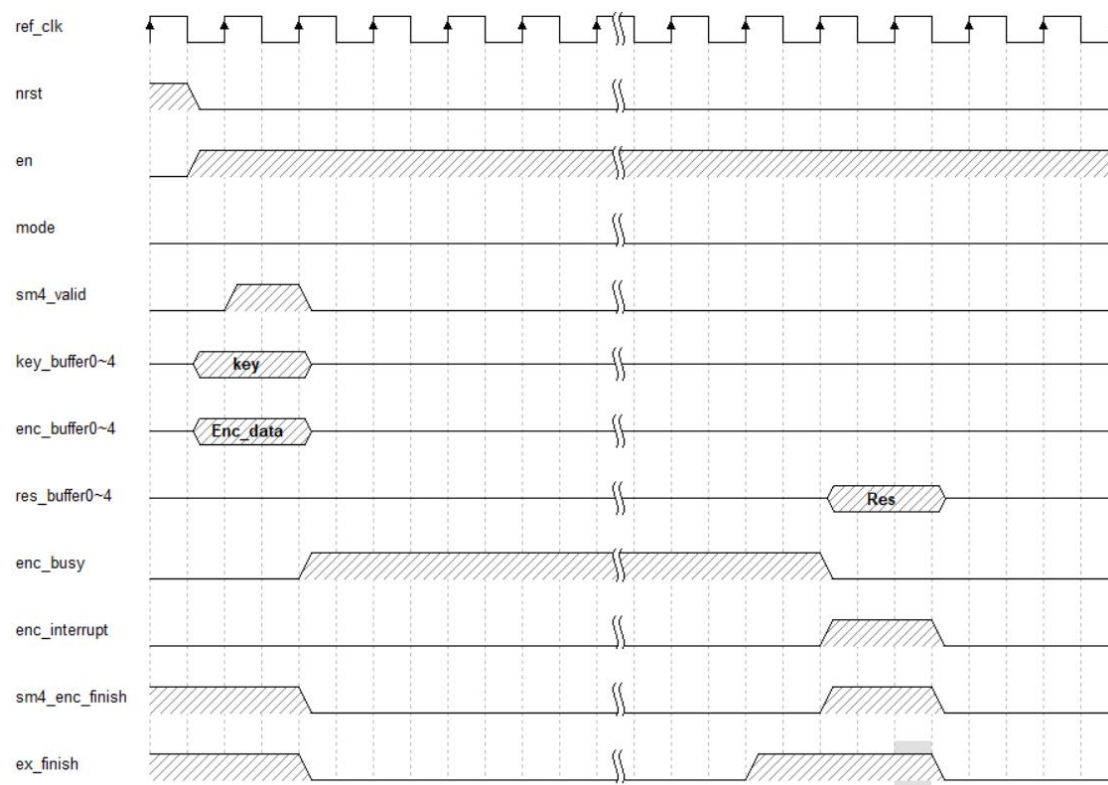 ref_clk
nrst
en
mode
sm4_valid
key_buffer0~4
key
enc_buffer0~4
Enc_data
res_buffer0~4
Res
enc_busy
enc_interrupt
sm4_enc_finish
ex_finish